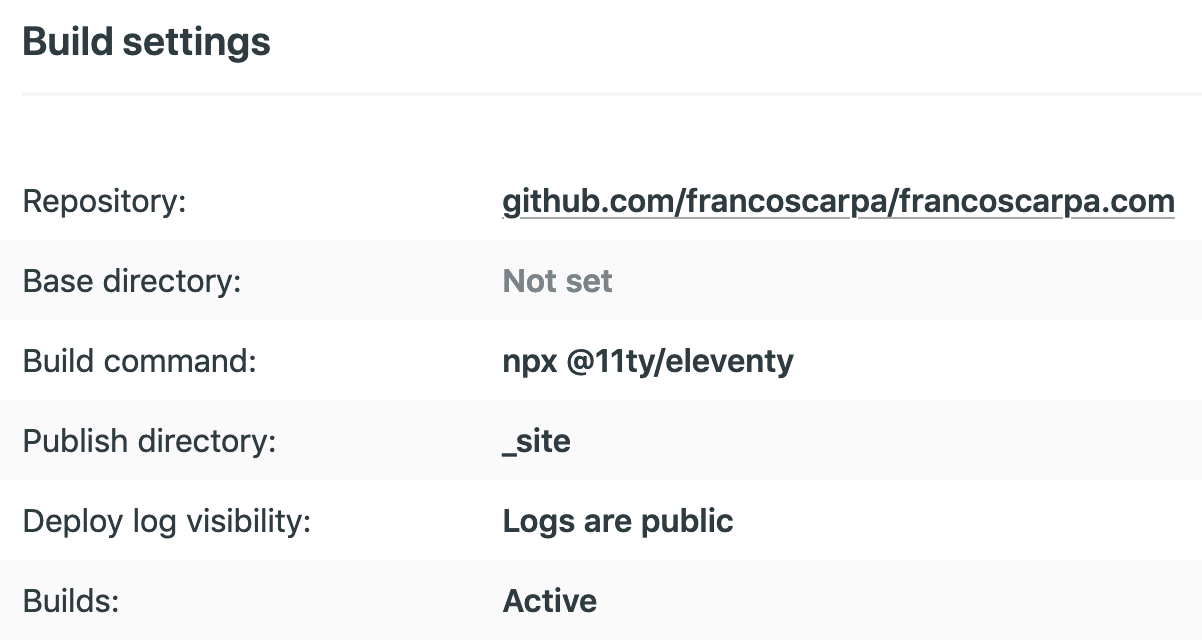 Build settings
Repository: github.com/francoscarpa/francoscarpa.com
Base directory: Not set
Build command: npx @11ty/eleventy
Publish directory: _site
Deploy log visibility: Logs are public
Builds: Active